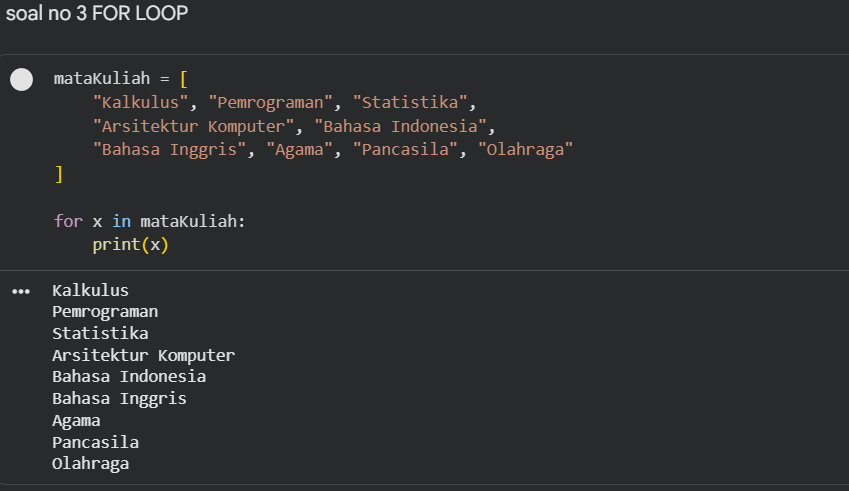 soal no 3 FOR LOOP
mataKuliah = [
    "Kalkulus", "Pemrograman", "Statistika",
    "Arsitektur Komputer", "Bahasa Indonesia",
    "Bahasa Inggris", "Agama", "Pancasila", "Olahraga"
]
for x in mataKuliah:
    print(x)
Kalkulus
Pemrograman
Statistika
Arsitektur Komputer
Bahasa Indonesia
Bahasa Inggris
Agama
Pancasila
Olahraga